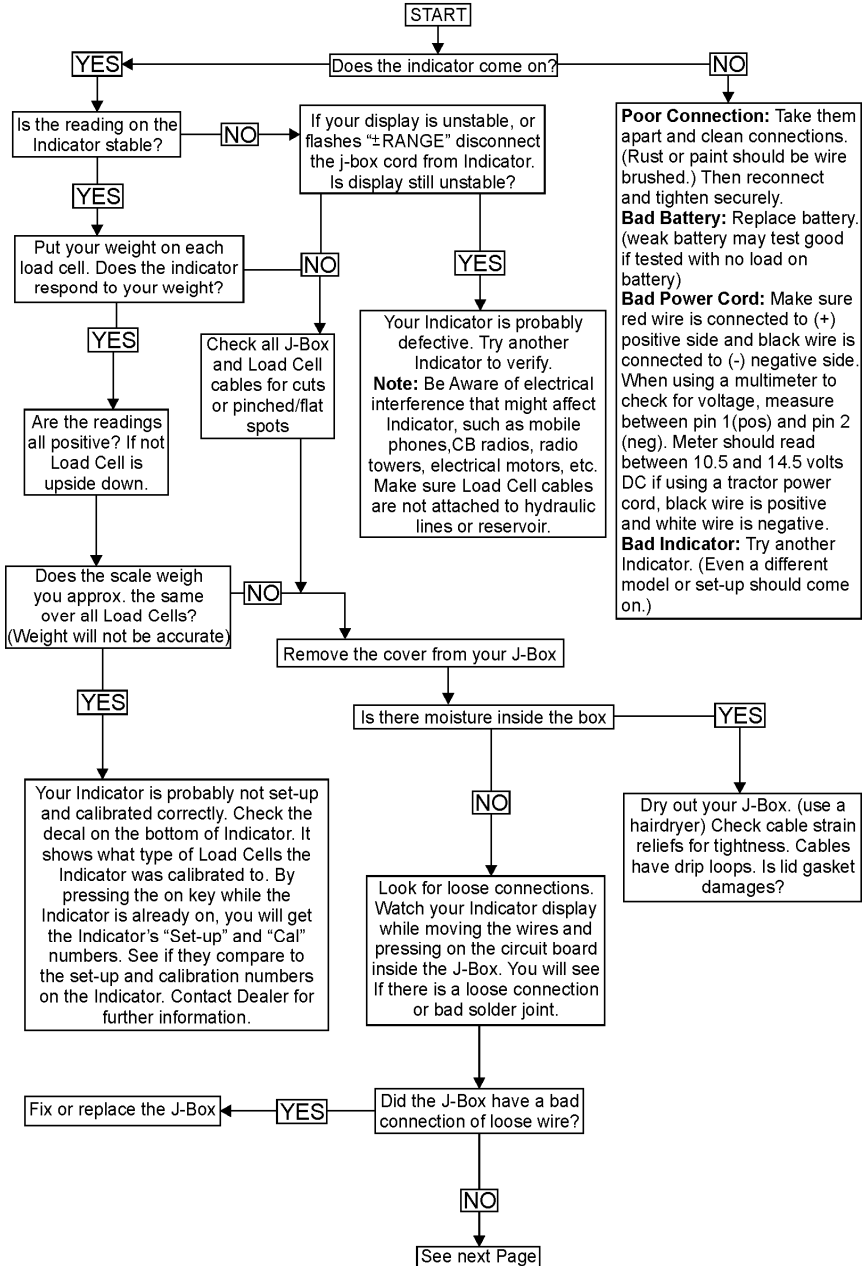 START
Does the indicator come on?
YES
NO
Is the reading on the
Indicator stable?
NO
If your display is unstable, or
flashes “±RANGE” disconnect
the j-box cord from Indicator.
Is display still unstable?
Poor Connection: Take them
apart and clean connections.
(Rust or paint should be wire
brushed.) Then reconnect
and tighten securely.
Bad Battery: Replace battery.
(weak battery may test good
if tested with no load on
battery)
Bad Power Cord: Make sure
red wire is connected to (+)
positive side and black wire is
connected to (-) negative side.
When using a multimeter to
check for voltage, measure
between pin 1(pos) and pin 2
(neg). Meter should read
between 10.5 and 14.5 volts
DC if using a tractor power
cord, black wire is positive
and white wire is negative.
Bad Indicator: Try another
Indicator. (Even a different
model or set-up should come
on.)
YES
Put your weight on each
load cell. Does the indicator
respond to your weight?
NO
YES
YES
Check all J-Box
and Load Cell
cables for cuts
or pinched/flat
spots
Your Indicator is probably
defective. Try another
Indicator to verify.
Note: Be Aware of electrical
interference that might affect
Indicator, such as mobile
phones,CB radios, radio
towers, electrical motors, etc.
Make sure Load Cell cables
are not attached to hydraulic
lines or reservoir.
Are the readings
all positive? If not
Load Cell is
upside down.
Does the scale weigh
you approx. the same
over all Load Cells?
(Weight will not be accurate)
NO
Remove the cover from your J-Box
YES
Is there moisture inside the box
YES
NO
Your Indicator is probably not set-up
and calibrated correctly. Check the
decal on the bottom of Indicator. It
shows what type of Load Cells the
Indicator was calibrated to. By
pressing the on key while the
Indicator is already on, you will get
the Indicator’s “Set-up” and “Cal”
numbers. See if they compare to
the set-up and calibration numbers
on the Indicator. Contact Dealer for
further information.
Dry out your J-Box. (use a
hairdryer) Check cable strain
reliefs for tightness. Cables
have drip loops. Is lid gasket
damages?
Look for loose connections.
Watch your Indicator display
while moving the wires and
pressing on the circuit board
inside the J-Box. You will see
If there is a loose connection
or bad solder joint.
Did the J-Box have a bad
connection of loose wire?
YES
Fix or replace the J-Box
NO
See next Page